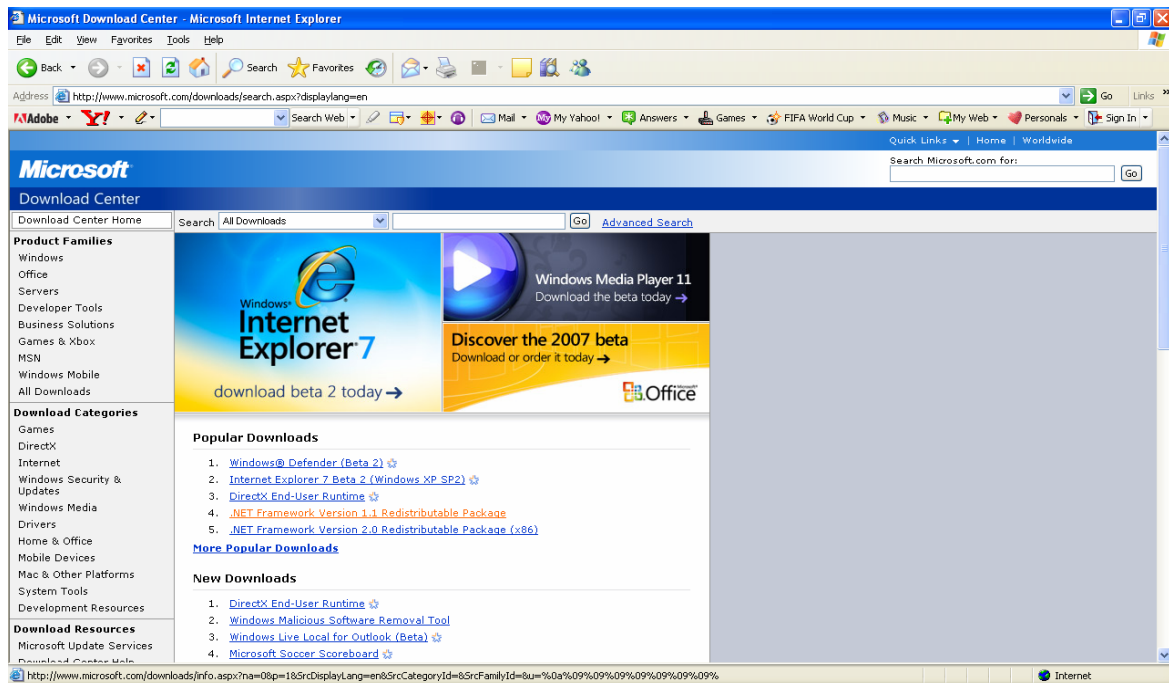 Microsoft Download Center - Microsoft Internet Explorer
File Edit View Favorites Tools Help
Back Search Favorites
Address http://www.microsoft.com/downloads/search.aspx?displaylang=en Go Links »
Adobe Y! Search Web Mail My Yahoo! Answers Games FIFA World Cup Music My Web Personals Sign In
Quick Links | Home | Worldwide
Microsoft
Search Microsoft.com for:
Go
Download Center
Download Center Home
Search All Downloads Go Advanced Search
Product Families
Windows
Office
Servers
Developer Tools
Business Solutions
Games & Xbox
MSN
Windows Mobile
All Downloads
Download Categories
Games
DirectX
Internet
Windows Security &
Updates
Windows Media
Drivers
Home & Office
Mobile Devices
Mac & Other Platforms
System Tools
Development Resources
Download Resources
Microsoft Update Services
Download Center Help
Windows®
Internet
Explorer 7
download beta 2 today →
Windows Media Player 11
Download the beta today →
Discover the 2007 beta
Download or order it today →
Microsoft
Office
Popular Downloads
1. Windows® Defender (Beta 2)
2. Internet Explorer 7 Beta 2 (Windows XP SP2)
3. DirectX End-User Runtime
4. .NET Framework Version 1.1 Redistributable Package
5. .NET Framework Version 2.0 Redistributable Package (x86)
More Popular Downloads
New Downloads
1. DirectX End-User Runtime
2. Windows Malicious Software Removal Tool
3. Windows Live Local for Outlook (Beta)
4. Microsoft Soccer Scoreboard
http://www.microsoft.com/downloads/info.aspx?na=0&p=1&SrcDisplayLang=en&SrcCategoryId=&SrcFamilyId=&u=%0a%09%09%09%09%09%09%09%09% Internet